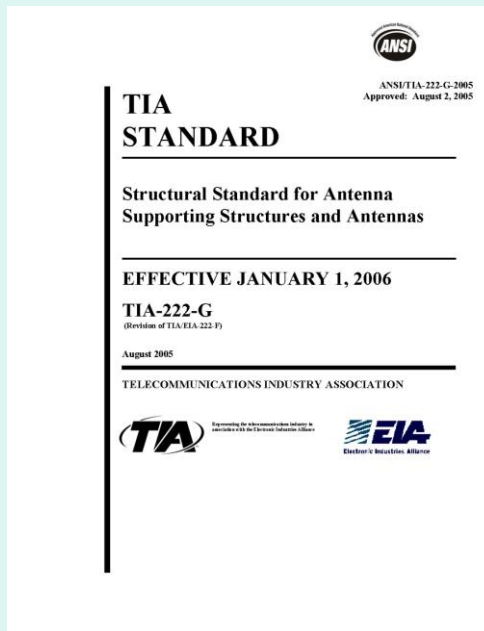 ANSI
ANSI/TIA-222-G-2005
Approved: August 2, 2005
TIA
STANDARD
Structural Standard for Antenna
Supporting Structures and Antennas
EFFECTIVE JANUARY 1, 2006
TIA-222-G
(Revision of TIA/EIA-222-F)
August 2005
TELECOMMUNICATIONS INDUSTRY ASSOCIATION
TIA
Representing the telecommunications industry in
association with the Electronic Industries Alliance
EIA
Electronic Industries Alliance